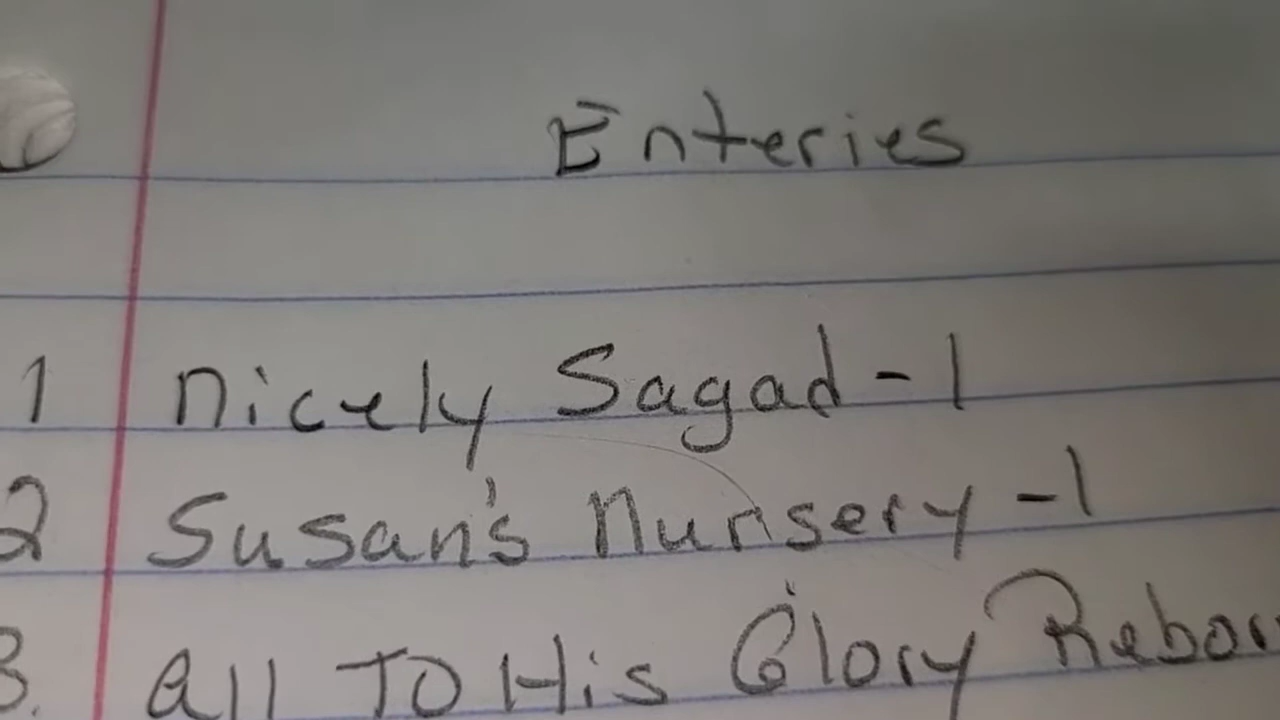 Enteries
1 nicely Sagad - 1
2 Susan's nursery - 1
3. all TO His Glory